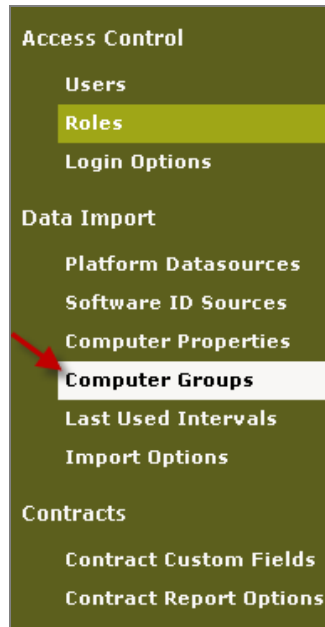 Access Control
Users
Roles
Login Options
Data Import
Platform Datasources
Software ID Sources
Computer Properties
Computer Groups
Last Used Intervals
Import Options
Contracts
Contract Custom Fields
Contract Report Options